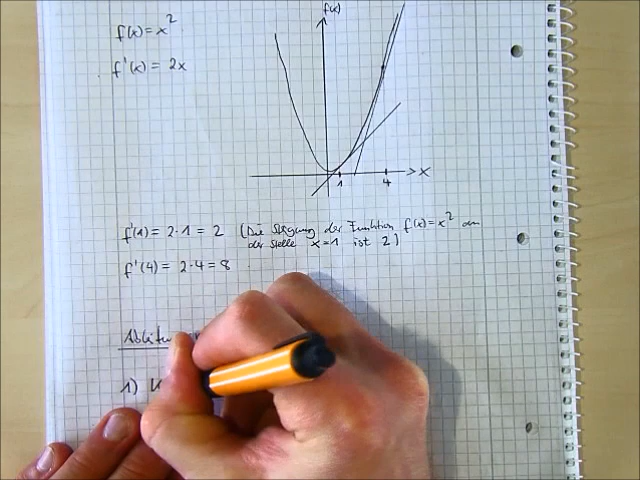 f(x)
f(x) = x²
f'(x) = 2x
x
1
4
f'(1) = 2·1 = 2 (Die Steigung der Funktion f(x) = x² an
der Stelle x=1 ist 2)
f'(4) = 2·4 = 8
1)